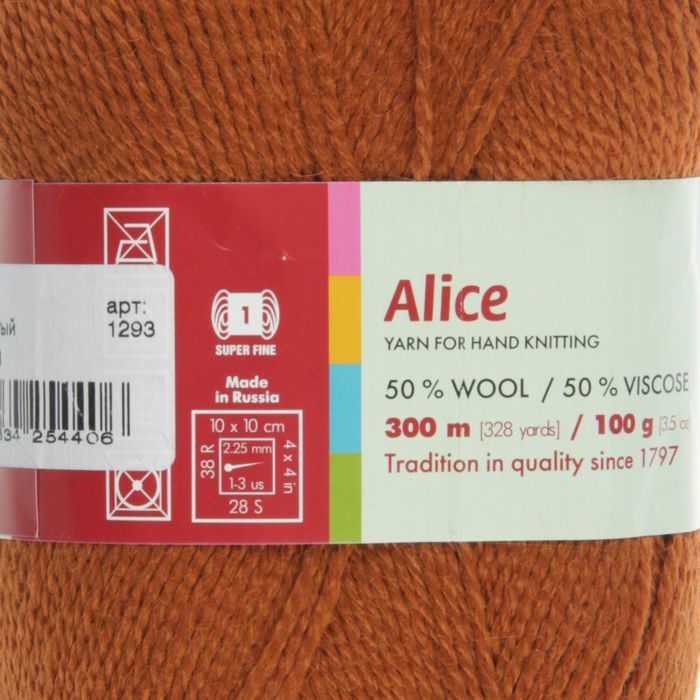 ый
арт:
1293
254406
1
SUPER FINE
Made
in Russia
10 x 10 cm
38 R
2.25 mm
1-3 us
4 x 4 in
28 S
Alice
YARN FOR HAND KNITTING
50 % WOOL / 50 % VISCOSE
300 m [328 yards] / 100 g [3.5 oz
Tradition in quality since 1797